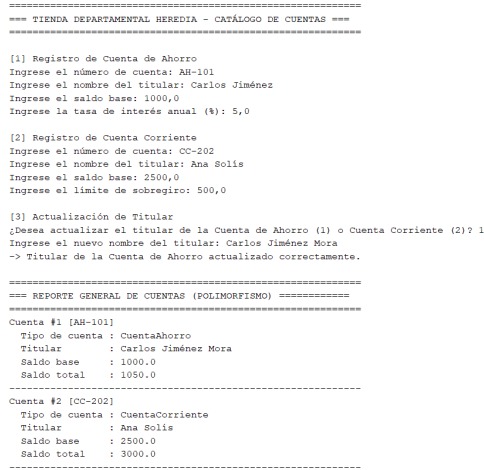 ============================================================
=== TIENDA DEPARTAMENTAL HEREDIA - CATÁLOGO DE CUENTAS ===
============================================================
[1] Registro de Cuenta de Ahorro
Ingrese el número de cuenta: AH-101
Ingrese el nombre del titular: Carlos Jiménez
Ingrese el saldo base: 1000,0
Ingrese la tasa de interés anual (%): 5,0
[2] Registro de Cuenta Corriente
Ingrese el número de cuenta: CC-202
Ingrese el nombre del titular: Ana Solís
Ingrese el saldo base: 2500,0
Ingrese el límite de sobregiro: 500,0
[3] Actualización de Titular
¿Desea actualizar el titular de la Cuenta de Ahorro (1) o Cuenta Corriente (2)? 1
Ingrese el nuevo nombre del titular: Carlos Jiménez Mora
-> Titular de la Cuenta de Ahorro actualizado correctamente.
============================================================
=== REPORTE GENERAL DE CUENTAS (POLIMORFISMO) ============
============================================================
Cuenta #1 [AH-101]
  Tipo de cuenta : CuentaAhorro
  Titular        : Carlos Jiménez Mora
  Saldo base     : 1000.0
  Saldo total    : 1050.0
------------------------------------------------------------
Cuenta #2 [CC-202]
  Tipo de cuenta : CuentaCorriente
  Titular        : Ana Solís
  Saldo base     : 2500.0
  Saldo total    : 3000.0
------------------------------------------------------------